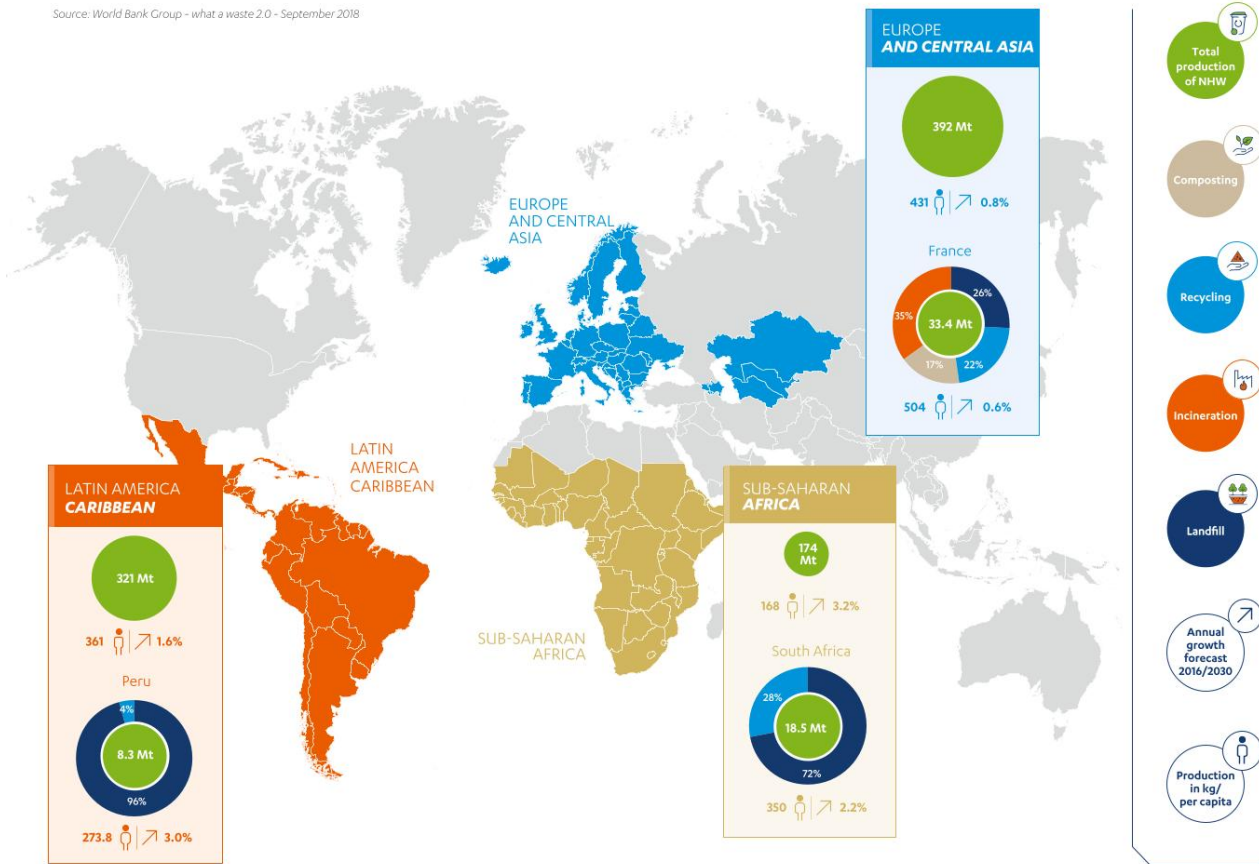 Source: World Bank Group - what a waste 2.0 - September 2018
EUROPE
AND CENTRAL ASIA
392 Mt
431
0.8%
France
26%
35%
33.4 Mt
17%
22%
504
0.6%
EUROPE
AND CENTRAL
ASIA
LATIN
AMERICA
CARIBBEAN
SUB-SAHARAN
AFRICA
LATIN AMERICA
CARIBBEAN
321 Mt
361
1.6%
Peru
4%
8.3 Mt
96%
273.8
3.0%
SUB-SAHARAN
AFRICA
174
Mt
168
3.2%
South Africa
28%
18.5 Mt
72%
350
2.2%
Total
production
of NHW
Composting
Recycling
Incineration
Landfill
Annual
growth
forecast
2016/2030
Production
in kg/
per capita